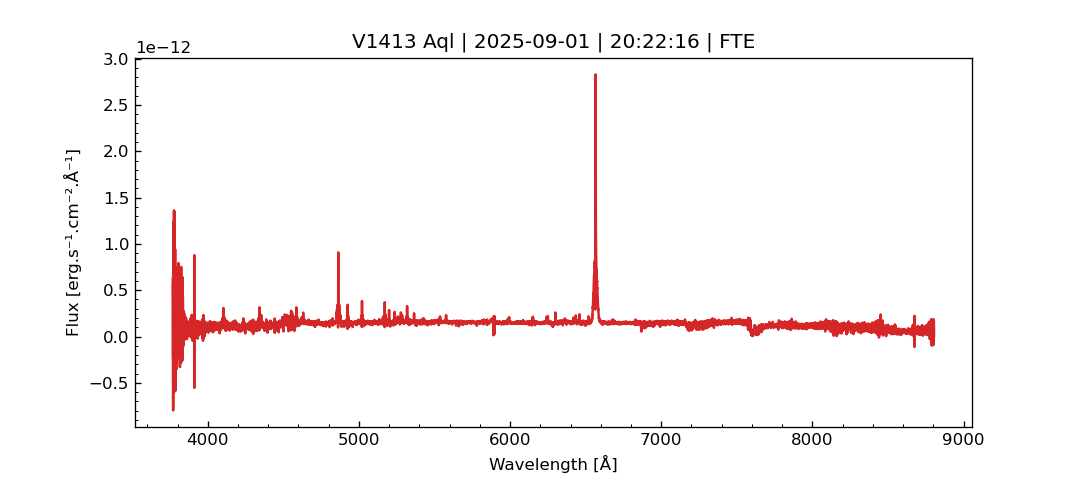 V1413 Aql | 2025-09-01 | 20:22:16 | FTE
1e−12
3.0
2.5
2.0
1.5
1.0
0.5
0.0
−0.5
Flux [erg.s⁻¹.cm⁻².Å⁻¹]
4000 5000 6000 7000 8000 9000
Wavelength [Å]